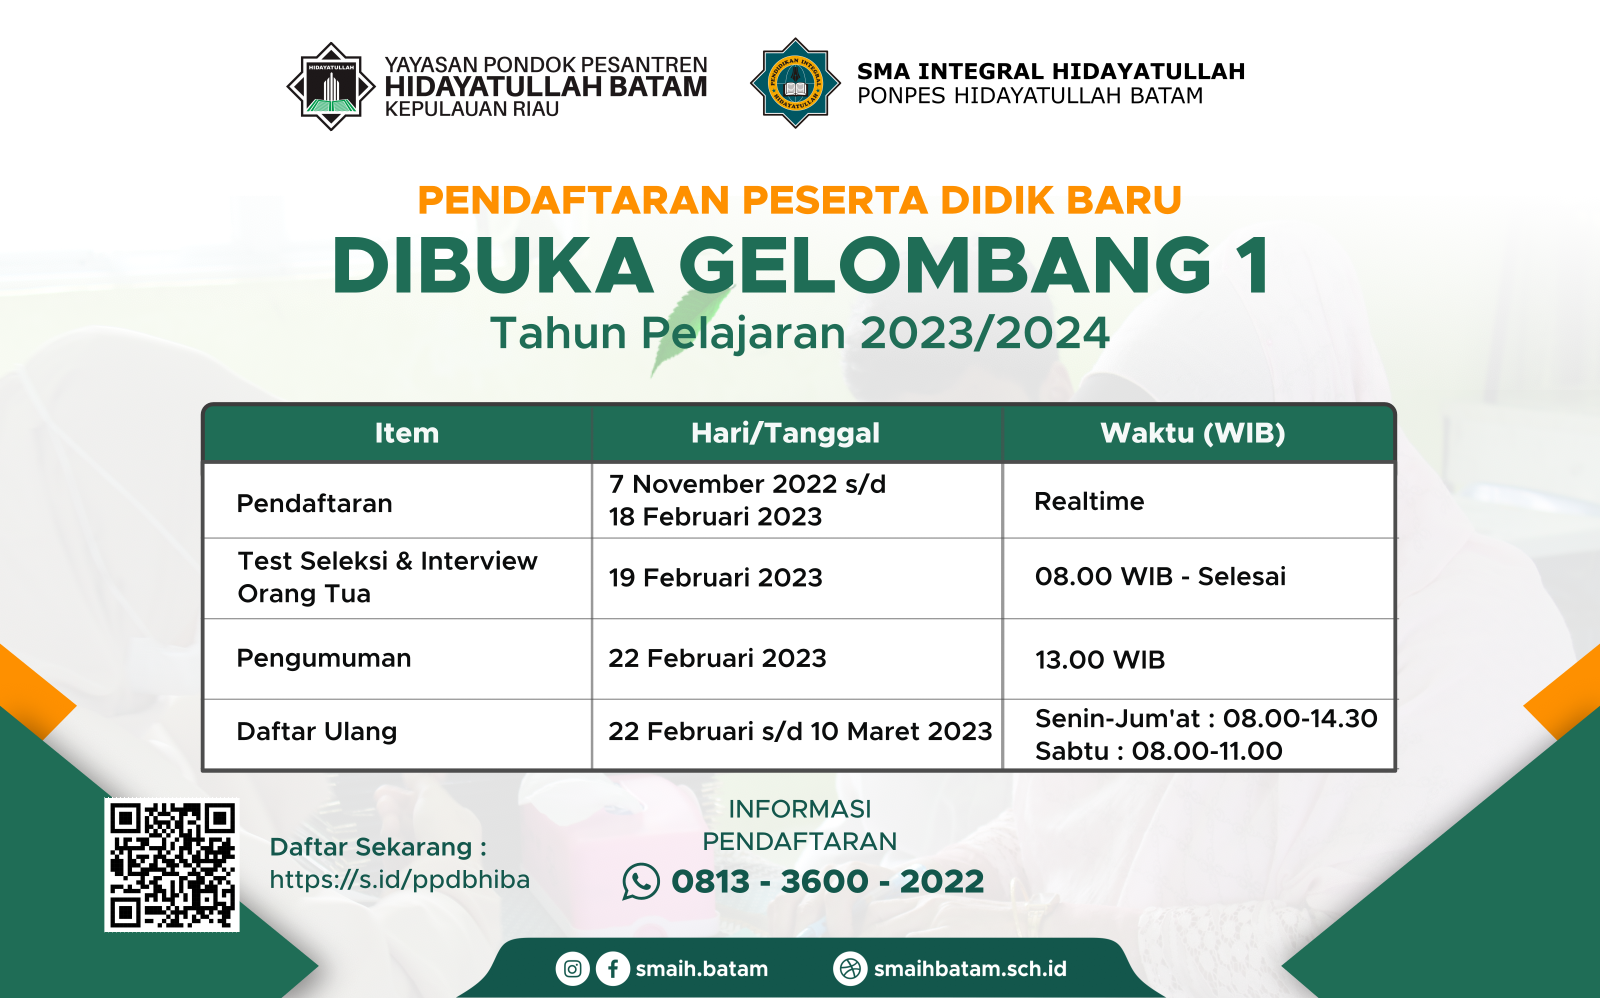 HIDAYATULLAH
YAYASAN PONDOK PESANTREN
HIDAYATULLAH BATAM
KEPULAUAN RIAU
PENDIDIKAN INTEGRAL
HIDAYATULLAH
SMA INTEGRAL HIDAYATULLAH
PONPES HIDAYATULLAH BATAM
PENDAFTARAN PESERTA DIDIK BARU
DIBUKA GELOMBANG 1
Tahun Pelajaran 2023/2024
Item Hari/Tanggal Waktu (WIB)
Pendaftaran
7 November 2022 s/d
18 Februari 2023
Realtime
Test Seleksi & Interview
Orang Tua
19 Februari 2023
08.00 WIB - Selesai
Pengumuman
22 Februari 2023
13.00 WIB
Daftar Ulang
22 Februari s/d 10 Maret 2023
Senin-Jum'at : 08.00-14.30
Sabtu : 08.00-11.00
Daftar Sekarang :
https://s.id/ppdbhiba
INFORMASI
PENDAFTARAN
0813 - 3600 - 2022
smaih.batam
smaihbatam.sch.id